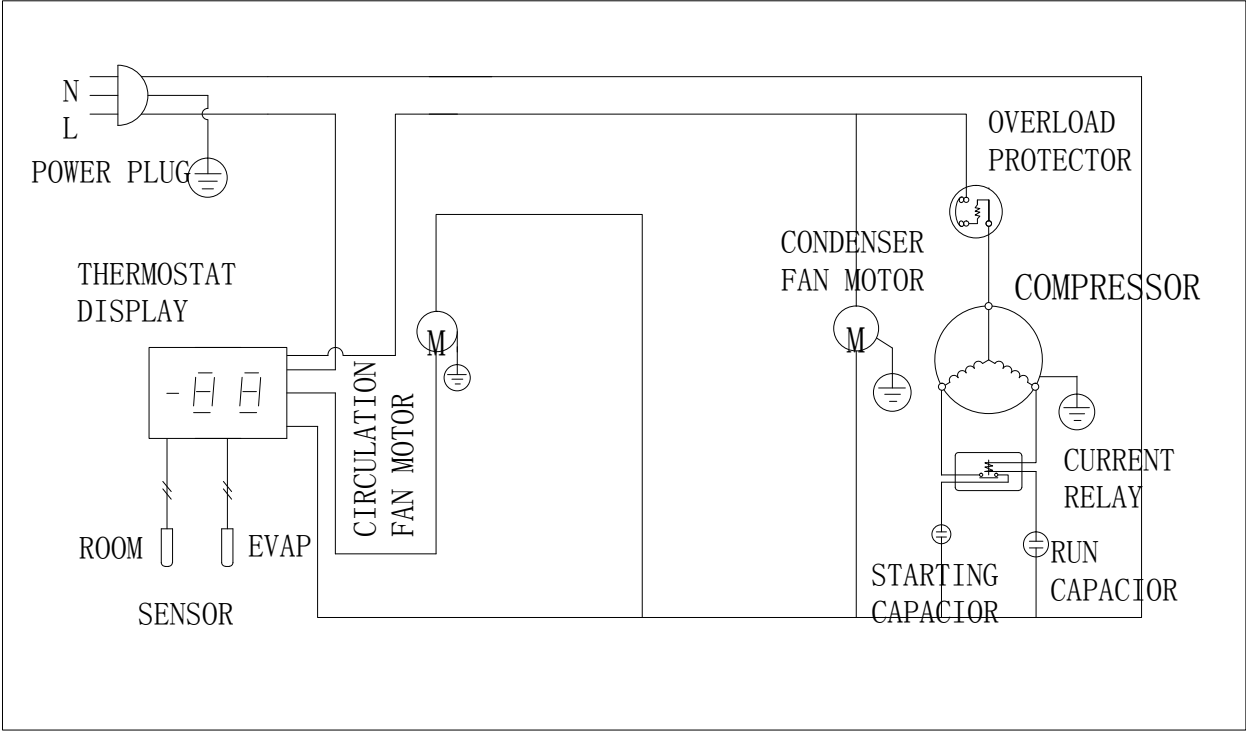 N
L
POWER PLUG
OVERLOAD
PROTECTOR
CONDENSER
FAN MOTOR
COMPRESSOR
THERMOSTAT
DISPLAY
M
M
-88
CIRCULATION
FAN MOTOR
CURRENT
RELAY
ROOM
EVAP
SENSOR
STARTING
CAPACIOR
RUN
CAPACIOR